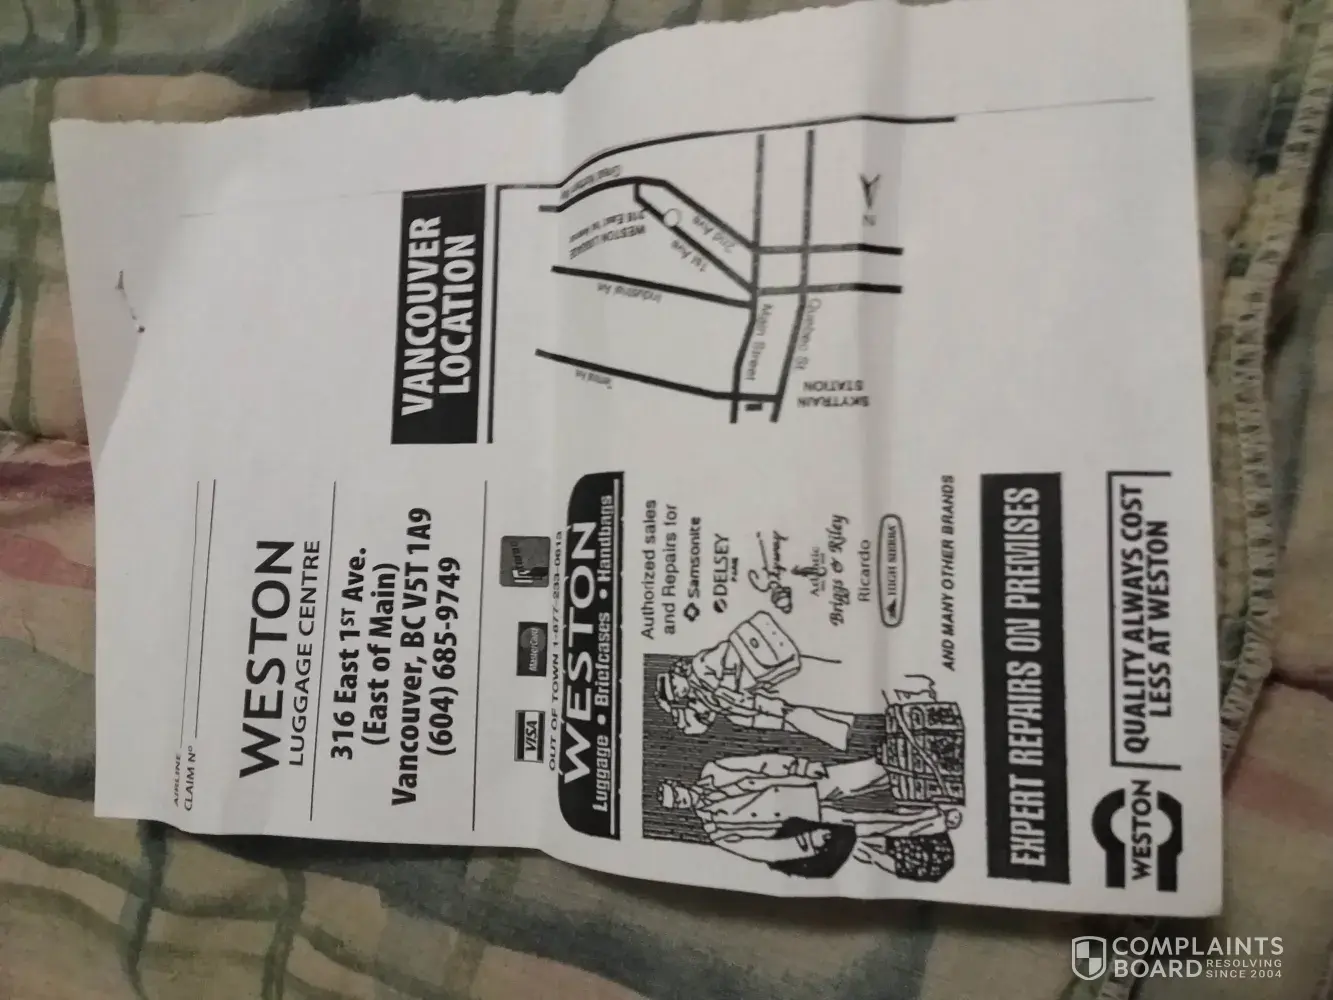 AIRLINE
CLAIM Nº
WESTON
LUGGAGE CENTRE
316 East 1ST Ave.
(East of Main)
Vancouver, BC V5T 1A9
(604) 685-9749
VISA
MasterCard
OUT OF TOWN 1-877-233-0613
WESTON
Luggage • Briefcases • Handbags
Authorized sales
and Repairs for
Samsonite
DELSEY
PARIS
Briggs & Riley
Ricardo
HIGH SIERRA
AND MANY OTHER BRANDS
EXPERT REPAIRS ON PREMISES
WESTON
QUALITY ALWAYS COST
LESS AT WESTON
VANCOUVER
LOCATION
WESTON LUGGAGE
316 East 1st Avenue
1st Ave
2nd Ave
Industrial Av.
Main Street
Quebec St
SKYTRAIN
STATION
N
COMPLAINTS
BOARD RESOLVING
SINCE 2004